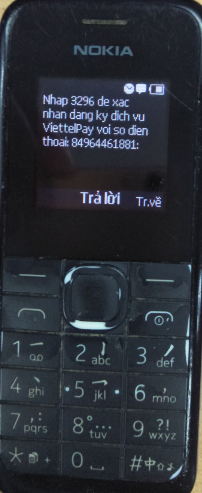 NOKIA
Nhap 3296 de xac
nhan dang ky dich vu
ViettelPay voi so dien
thoai: 84964461881:
Trả lời Tr.về
1 2 abc 3 def
4 ghi 5 jkl 6 mno
7 pqrs 8 tuv 9 wxyz
* + 0 #